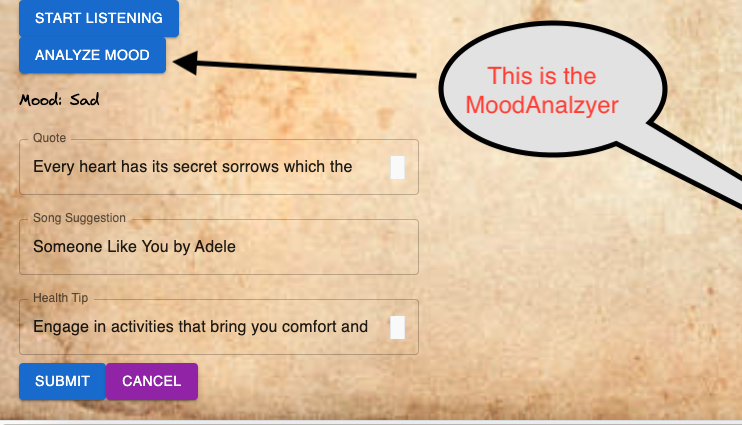 START LISTENING
ANALYZE MOOD
This is the
MoodAnalzyer
Mood: Sad
Quote
Every heart has its secret sorrows which the
Song Suggestion
Someone Like You by Adele
Health Tip
Engage in activities that bring you comfort and
SUBMIT CANCEL